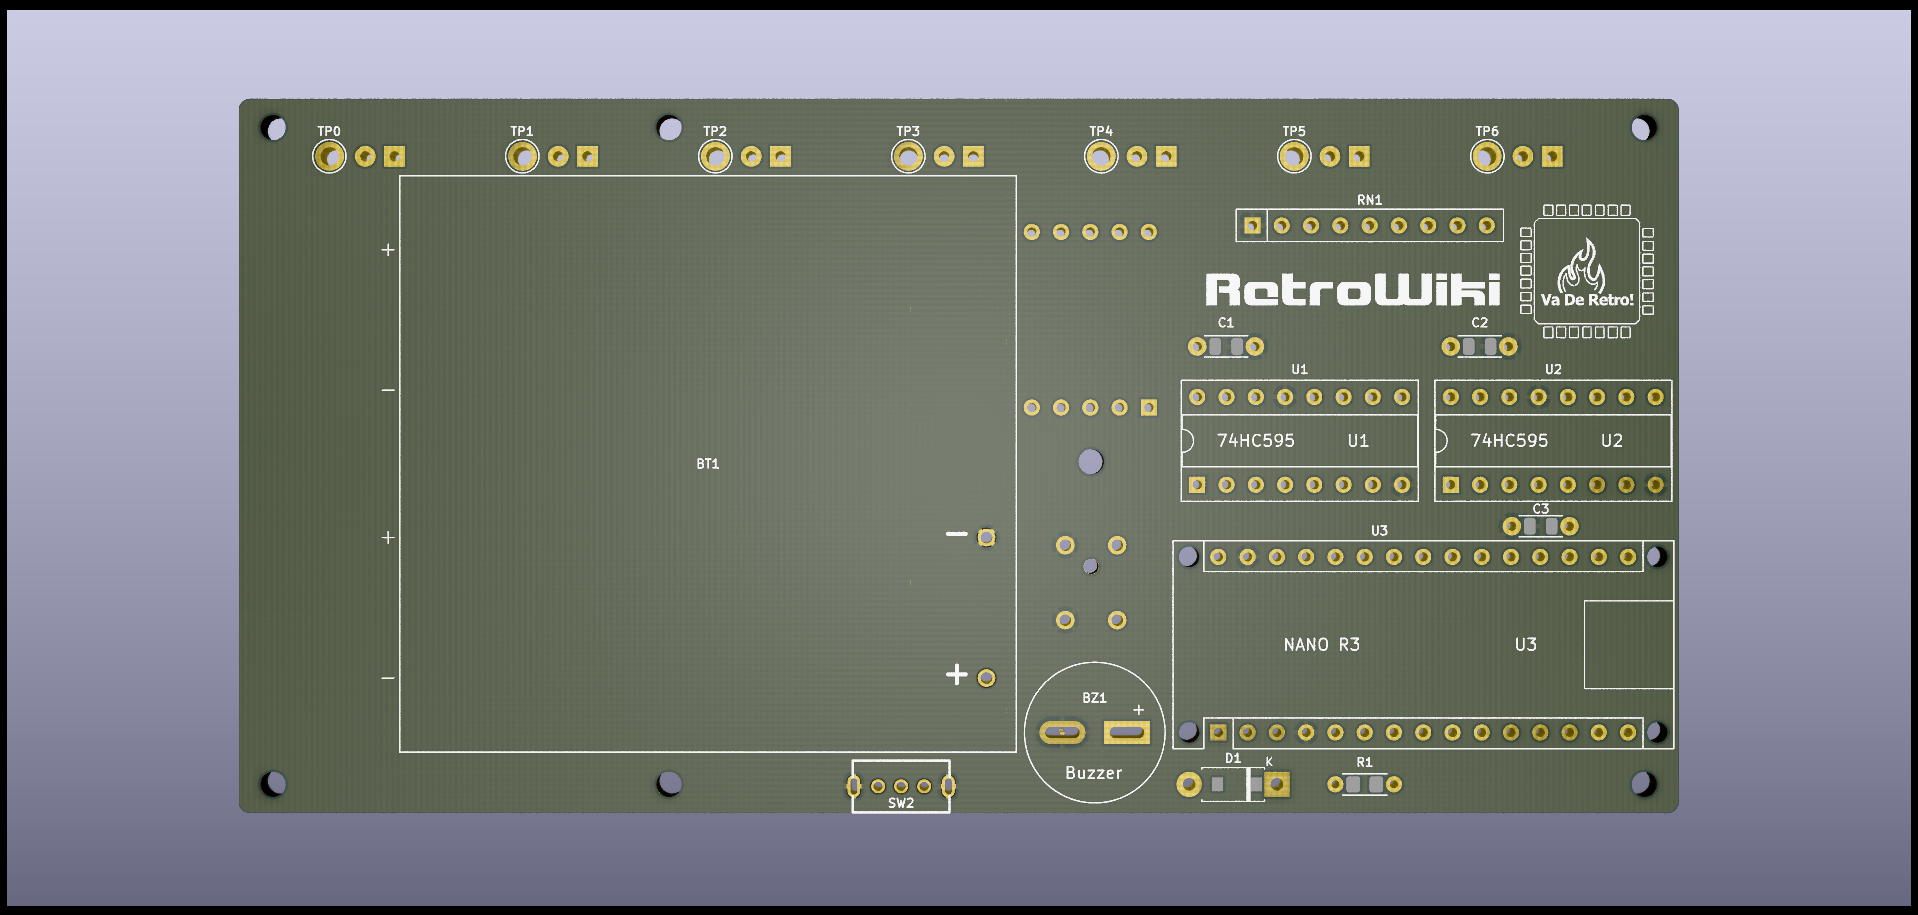 TP0 TP1 TP2 TP3 TP4 TP5 TP6
RN1
RetroWiki
Va De Retro!
C1 C2
U1 U2
74HC595 U1 74HC595 U2
BT1
C3
U3
NANO R3 U3
BZ1
+
Buzzer
D1 K R1
SW2
+
−
+
−
−
+